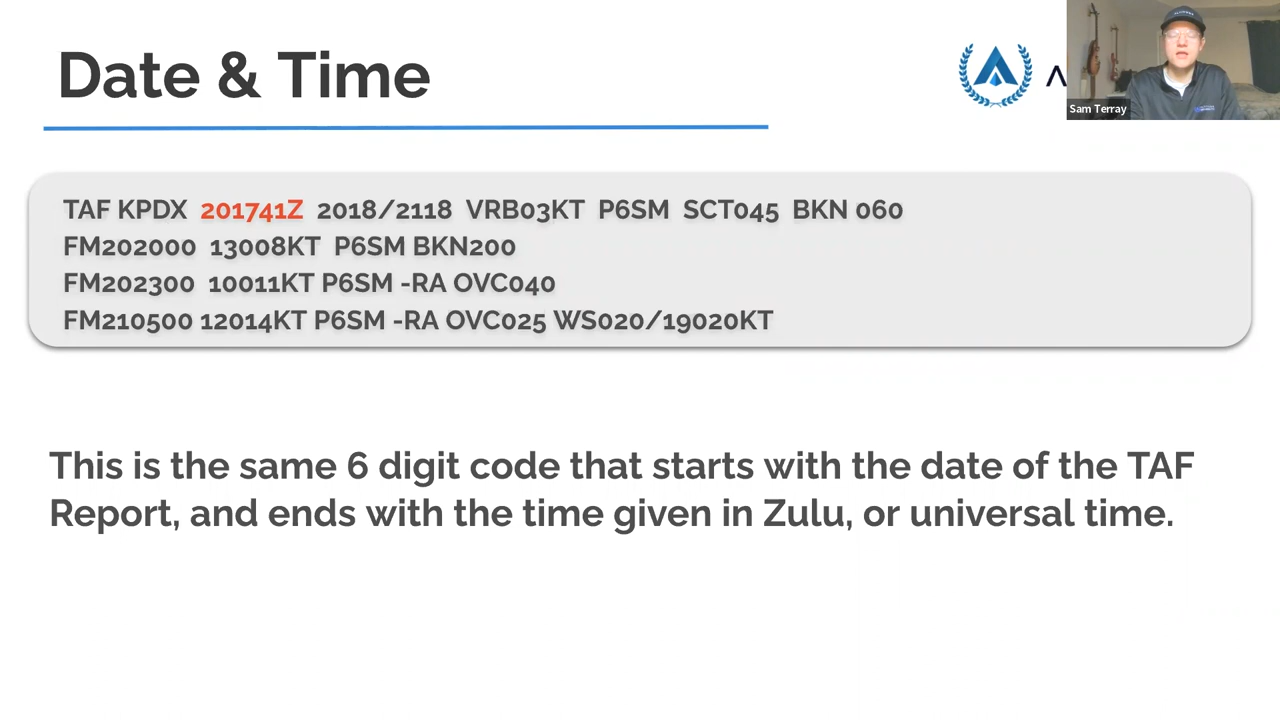 Date & Time
Sam Terray
TAF KPDX 201741Z 2018/2118 VRB03KT P6SM SCT045 BKN 060
FM202000 13008KT P6SM BKN200
FM202300 10011KT P6SM -RA OVC040
FM210500 12014KT P6SM -RA OVC025 WS020/19020KT
This is the same 6 digit code that starts with the date of the TAF
Report, and ends with the time given in Zulu, or universal time.